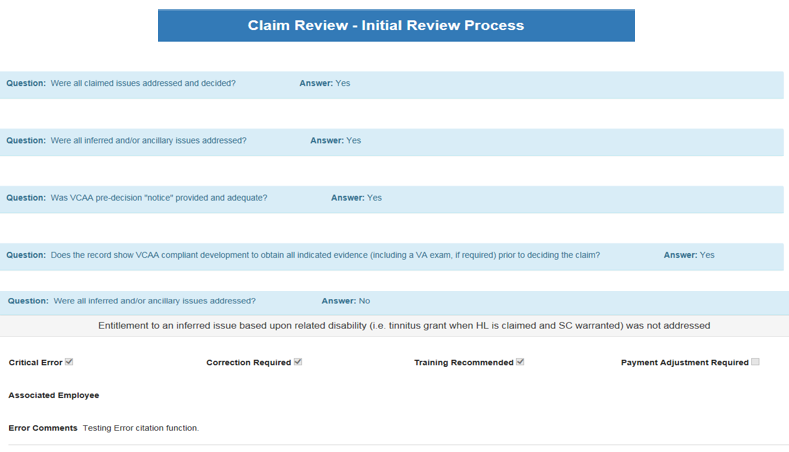 Claim Review - Initial Review Process
Question: Were all claimed issues addressed and decided? Answer: Yes
Question: Were all inferred and/or ancillary issues addressed? Answer: Yes
Question: Was VCAA pre-decision "notice" provided and adequate? Answer: Yes
Question: Does the record show VCAA compliant development to obtain all indicated evidence (including a VA exam, if required) prior to deciding the claim? Answer: Yes
Question: Were all inferred and/or ancillary issues addressed? Answer: No
Entitlement to an inferred issue based upon related disability (i.e. tinnitus grant when HL is claimed and SC warranted) was not addressed
Critical Error Correction Required Training Recommended Payment Adjustment Required
Associated Employee
Error Comments Testing Error citation function.